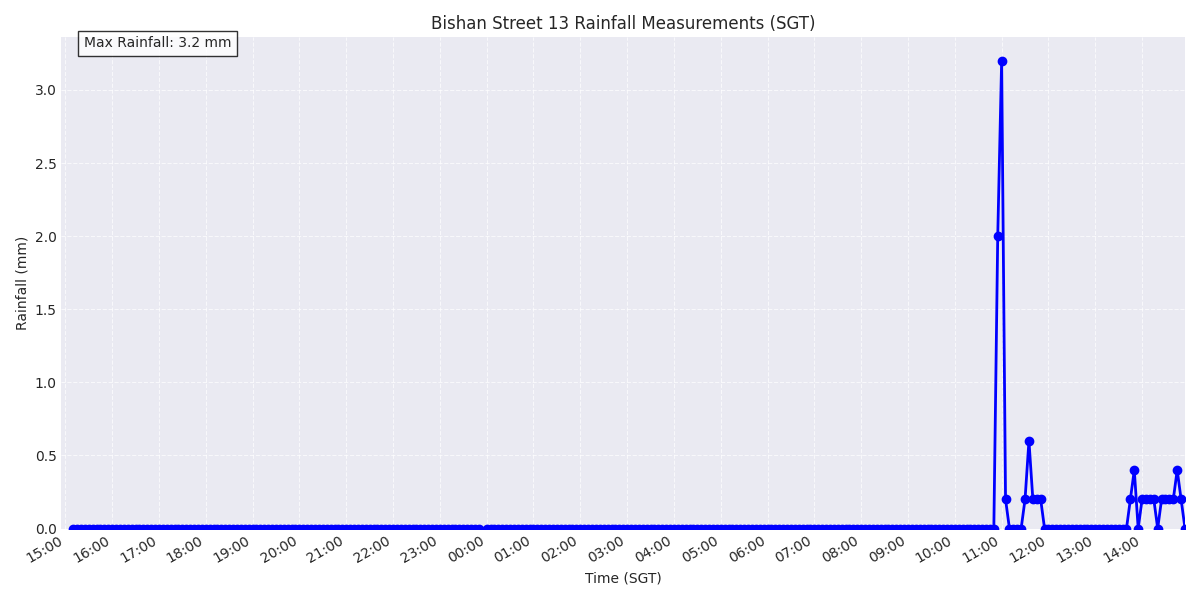 Bishan Street 13 Rainfall Measurements (SGT)
Max Rainfall: 3.2 mm
Rainfall (mm)
3.0
2.5
2.0
1.5
1.0
0.5
0.0
15:00 16:00 17:00 18:00 19:00 20:00 21:00 22:00 23:00 00:00 01:00 02:00 03:00 04:00 05:00 06:00 07:00 08:00 09:00 10:00 11:00 12:00 13:00 14:00
Time (SGT)